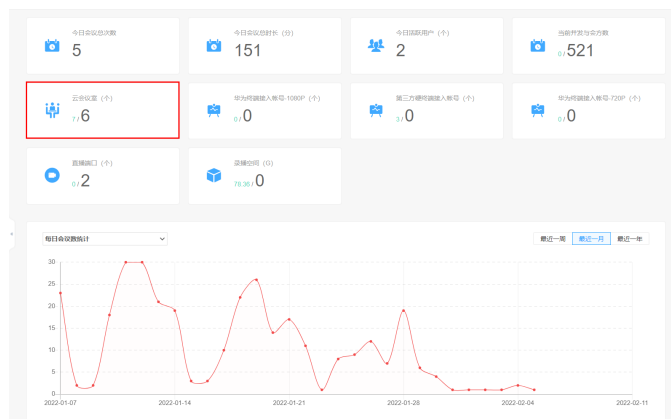 今日会议总次数
5
今日会议总时长（分）
151
今日活跃用户（个）
2
当前并发与会方数
0 / 521
云会议室（个）
7 / 6
华为终端接入帐号-1080P（个）
0 / 0
第三方硬终端接入帐号（个）
3 / 0
华为终端接入帐号-720P（个）
0 / 0
直播端口（个）
0 / 2
录播空间（G）
78.35 / 0
每日会议数统计
最近一周 最近一月 最近一年
30
25
20
15
10
5
0
2022-01-07 2022-01-14 2022-01-21 2022-01-28 2022-02-04 2022-02-11